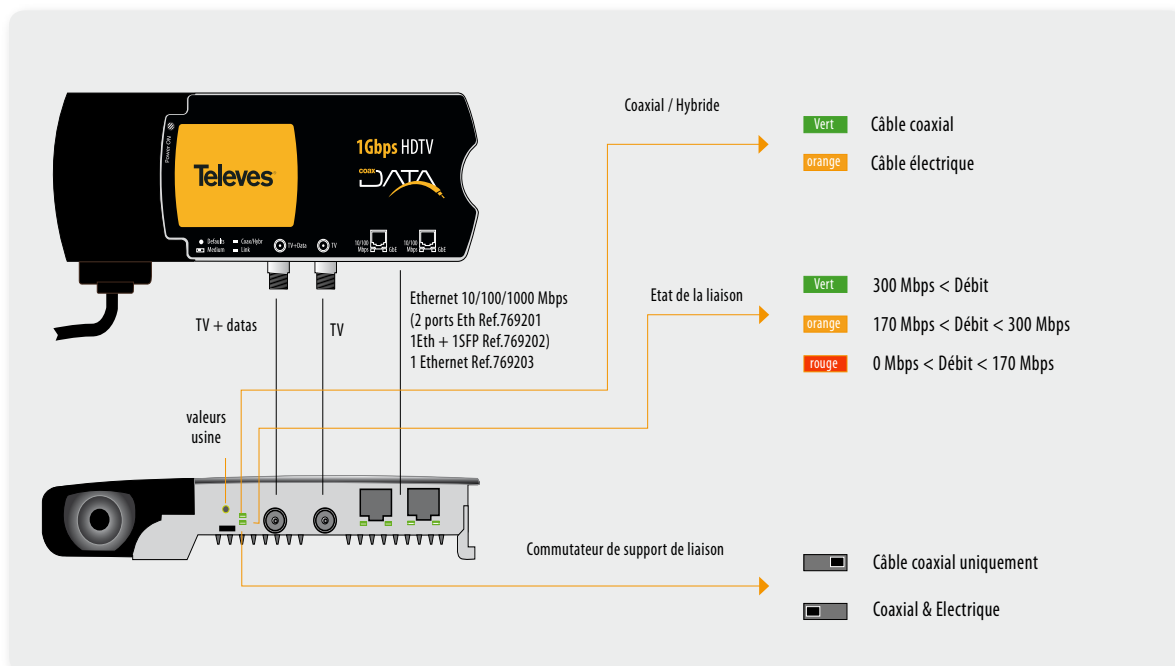 Power ON
Televes
1Gbps HDTV
coax
DATA
Defaults
Coax/Hybr
Medium
Link
TV+Data
TV
10/100
Mbps
GbE
10/100
Mbps
GbE
Coaxial / Hybride
Vert
Câble coaxial
orange
Câble électrique
TV + datas
TV
Ethernet 10/100/1000 Mbps
(2 ports Eth Ref.769201
1Eth + 1SFP Ref.769202)
1 Ethernet Ref.769203
Etat de la liaison
Vert
300 Mbps < Débit
orange
170 Mbps < Débit < 300 Mbps
rouge
0 Mbps < Débit < 170 Mbps
valeurs
usine
Commutateur de support de liaison
Câble coaxial uniquement
Coaxial & Electrique